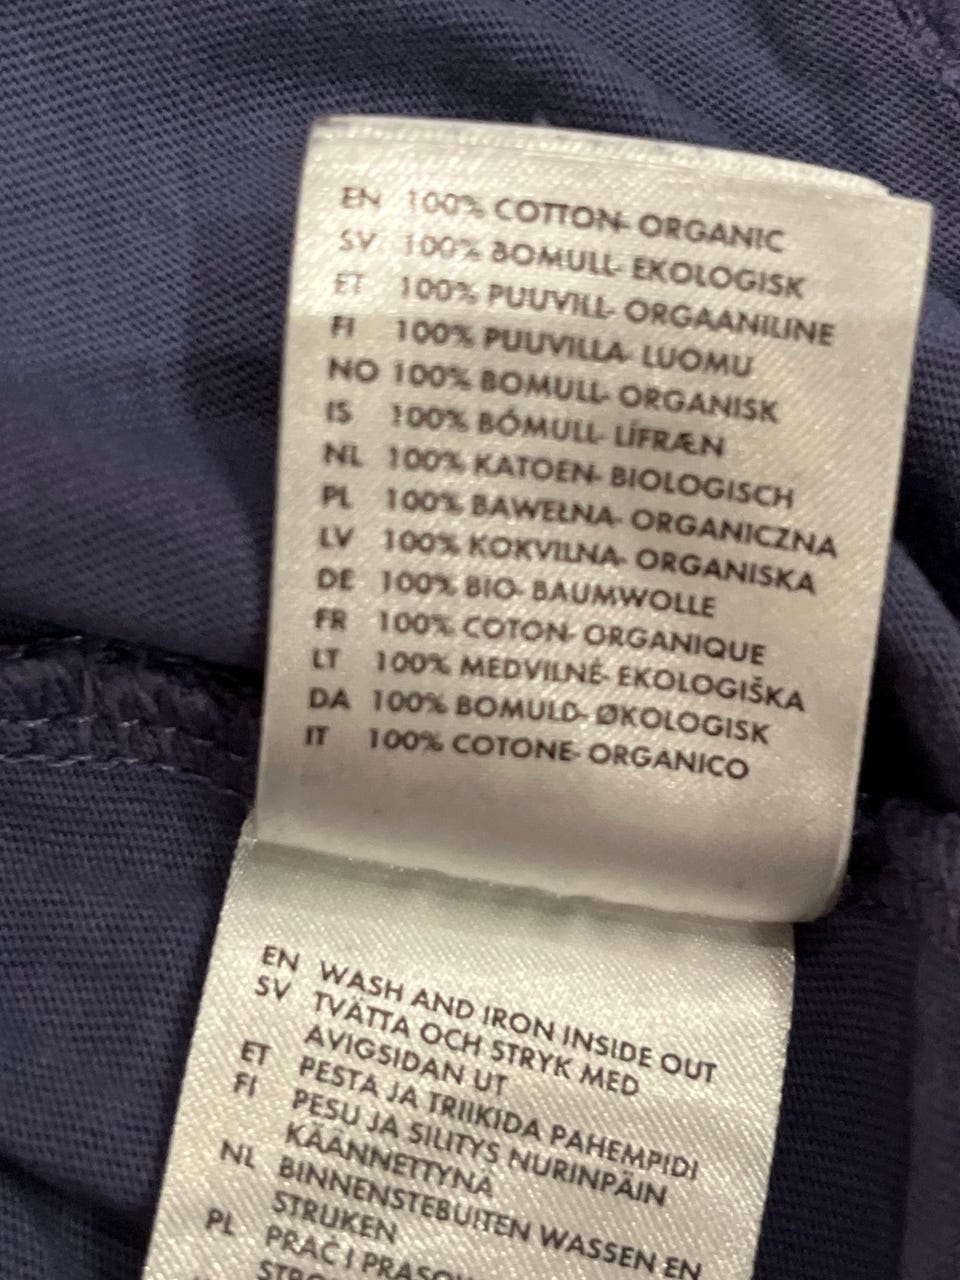 EN 100% COTTON- ORGANIC
SV 100% BOMULL- EKOLOGISK
ET 100% PUUVILL- ORGAANILINE
FI 100% PUUVILLA- LUOMU
NO 100% BOMULL- ORGANISK
IS 100% BÓMULL- LÍFRÆN
NL 100% KATOEN- BIOLOGISCH
PL 100% BAWEŁNA- ORGANICZNA
LV 100% KOKVILNA- ORGANISKA
DE 100% BIO- BAUMWOLLE
FR 100% COTON- ORGANIQUE
LT 100% MEDVILNĖ- EKOLOGIŠKA
DA 100% BOMULD- ØKOLOGISK
IT 100% COTONE- ORGANICO
EN WASH AND IRON INSIDE OUT
SV TVÄTTA OCH STRYK MED
AVIGSIDAN UT
ET PESTA JA TRIIKIDA PAHEMPIDI
FI PESU JA SILITYS NURINPÄIN
KÄÄNNETTYNÄ
NL BINNENSTEBUITEN WASSEN EN
STRIJKEN
PL PRAĆ I